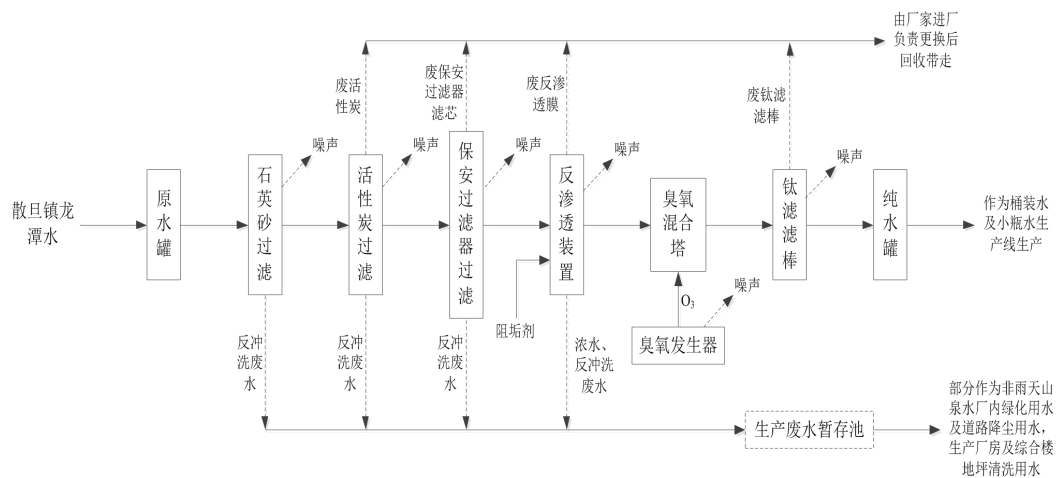 由厂家进厂
负责更换后
回收带走
废活
性炭
废保安
过滤器
滤芯
废反渗
透膜
废钛滤
滤棒
噪声
噪声
噪声
噪声
噪声
散旦镇龙
潭水
原水罐
石英砂过滤
活性炭过滤
保安过滤器过滤
反渗透装置
臭氧
混合
塔
钛滤滤棒
纯水罐
作为桶装水
及小瓶水生
产线生产
阻垢剂
O₃
噪声
臭氧发生器
反冲
洗废
水
反冲
洗废
水
反冲
洗废
水
浓水、
反冲洗
废水
生产废水暂存池
部分作为非雨天山
泉水厂内绿化用水
及道路降尘用水，
生产厂房及综合楼
地坪清洗用水